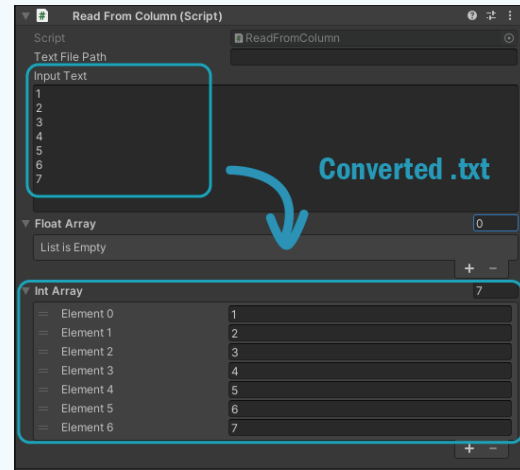 # Read From Column (Script)
Script ReadFromColumn
Text File Path
Input Text
1
2
3
4
5
6
7
Converted .txt
Float Array 0
List is Empty
+ −
Int Array 7
Element 0 1
Element 1 2
Element 2 3
Element 3 4
Element 4 5
Element 5 6
Element 6 7
+ −